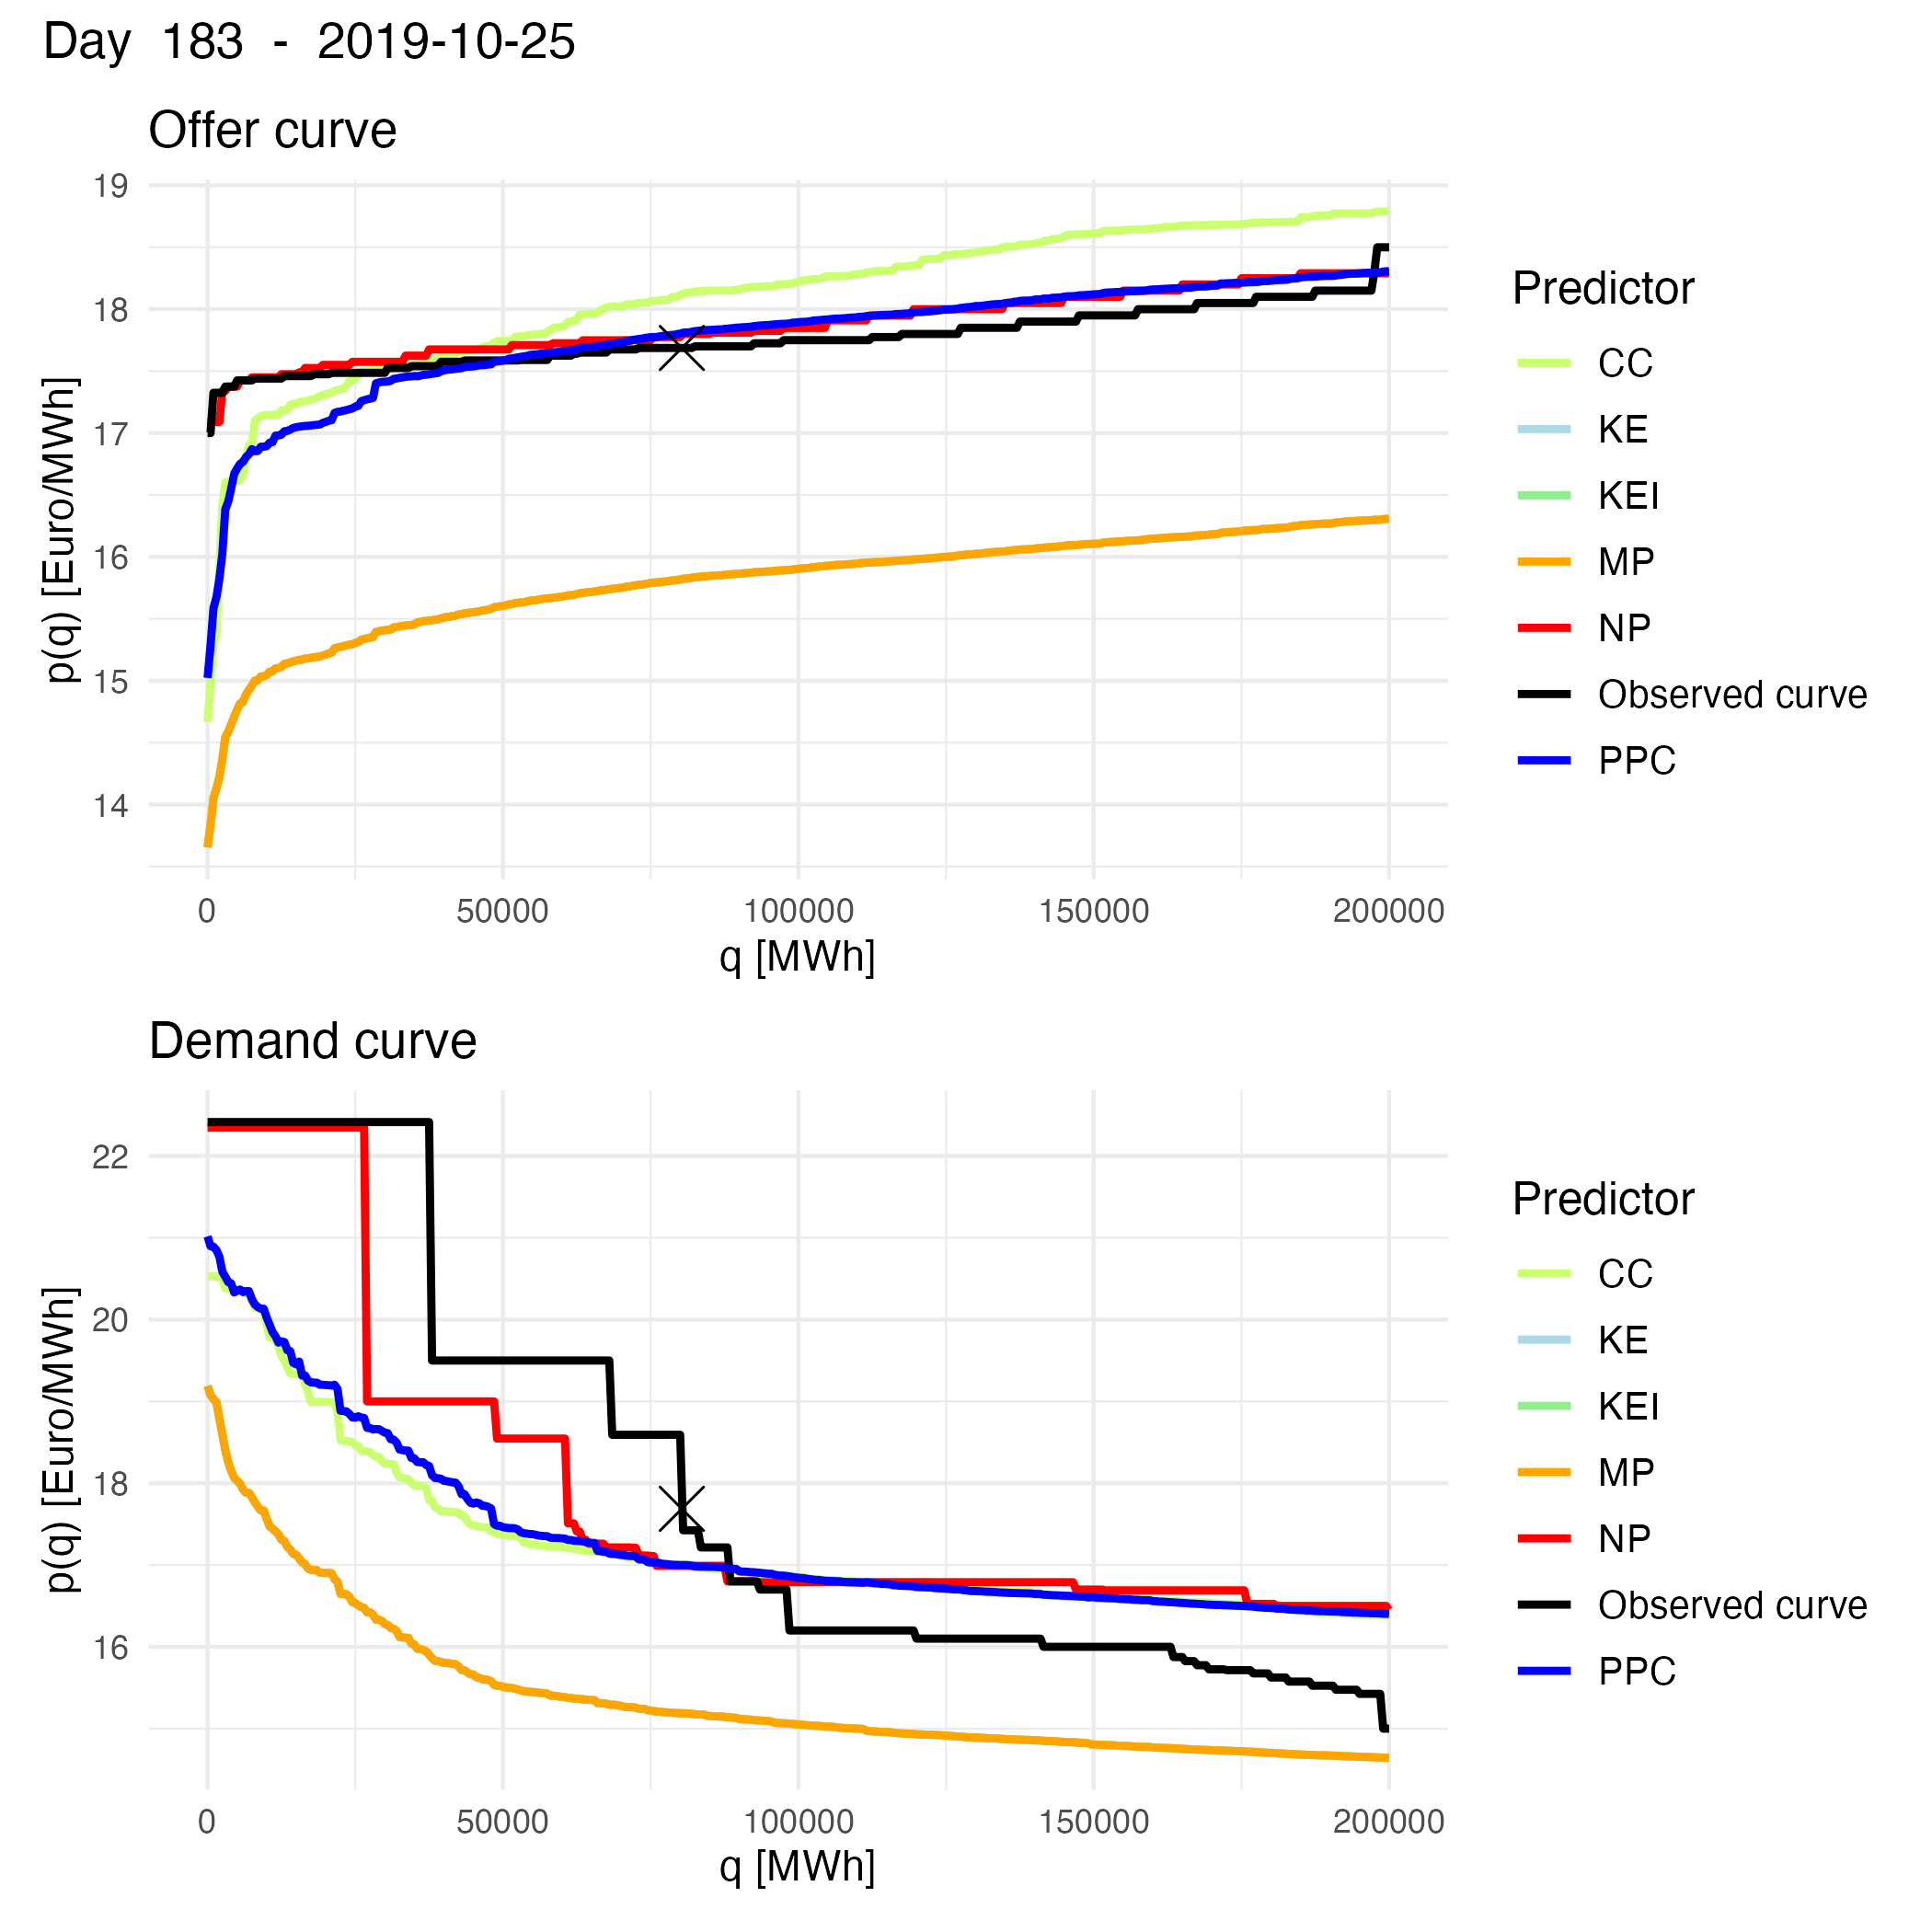 Day 183 - 2019-10-25
Offer curve
19
18
17
16
15
14
p(q) [Euro/MWh]
0 50000 100000 150000 200000
q [MWh]
Predictor
CC
KE
KEI
MP
NP
Observed curve
PPC
Demand curve
22
20
18
16
p(q) [Euro/MWh]
0 50000 100000 150000 200000
q [MWh]
Predictor
CC
KE
KEI
MP
NP
Observed curve
PPC